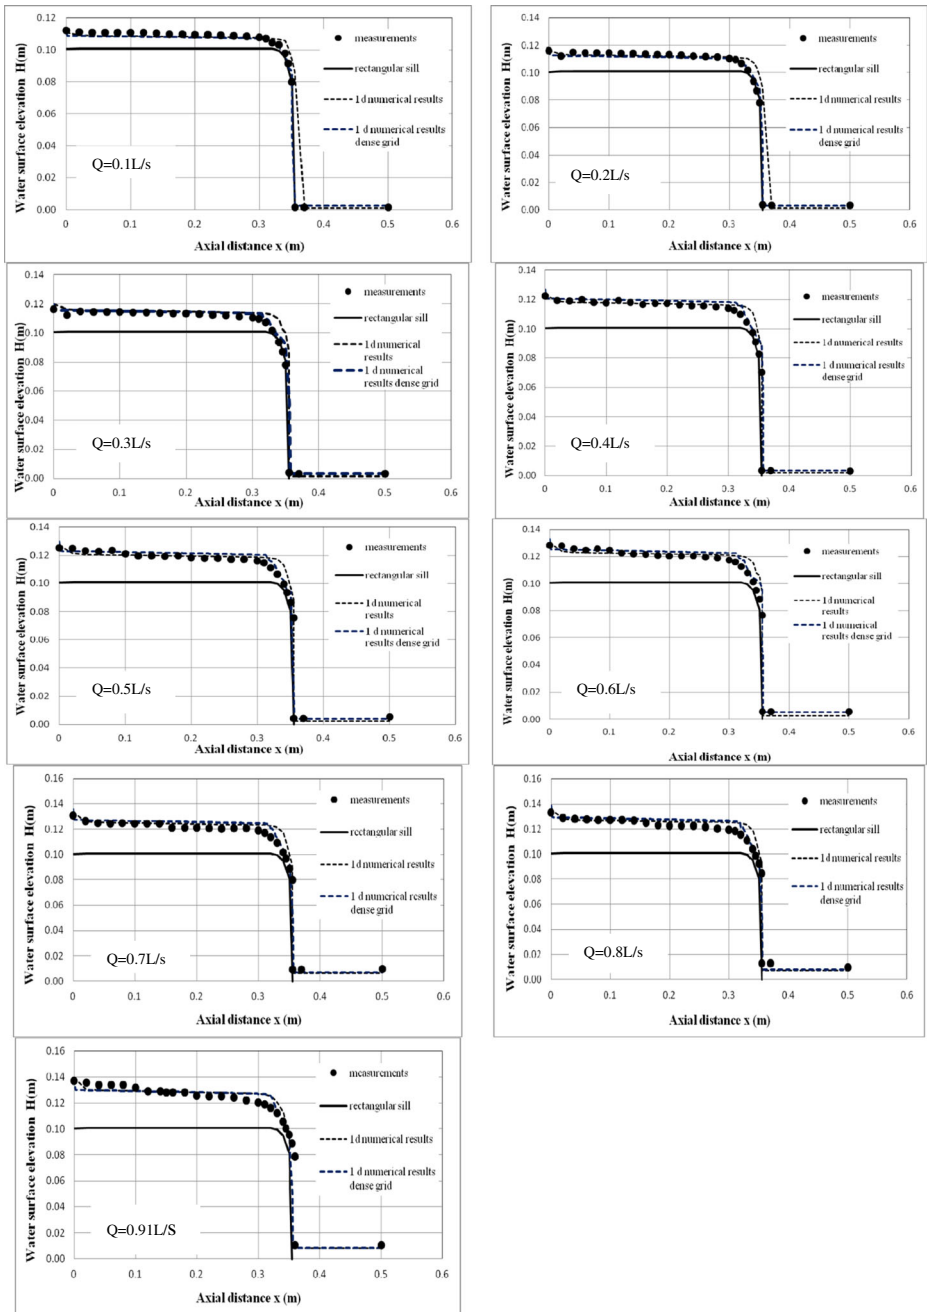 Water surface elevation H(m)
0.12
0.10
0.08
0.06
0.04
0.02
0.00
0 0.1 0.2 0.3 0.4 0.5 0.6
Axial distance x (m)
Q=0.1L/s
measurements
rectangular sill
1d numerical results
1 d numerical results
dense grid
Water surface elevation H(m)
0.14
0.12
0.10
0.08
0.06
0.04
0.02
0.00
0 0.1 0.2 0.3 0.4 0.5 0.6
Axial distance x (m)
Q=0.2L/s
measurements
rectangular sill
1d numerical results
1 d numerical results
dense grid
Water surface elevation H(m)
0.14
0.12
0.10
0.08
0.06
0.04
0.02
0.00
0 0.1 0.2 0.3 0.4 0.5 0.6
Axial distance x (m)
Q=0.3L/s
measurements
rectangular sill
1d numerical
results
1 d numerical
results dense grid
Water surface elevation H(m)
0.14
0.12
0.10
0.08
0.06
0.04
0.02
0.00
0 0.1 0.2 0.3 0.4 0.5 0.6
Axial distance x (m)
Q=0.4L/s
measurements
rectangular sill
1d numerical results
1 d numerical results
dense grid
Water surface elevation H(m)
0.14
0.12
0.10
0.08
0.06
0.04
0.02
0.00
0 0.1 0.2 0.3 0.4 0.5 0.6
Axial distance x (m)
Q=0.5L/s
measurements
rectangular sill
1d numerical
results
1 d numerical
results dense grid
Water surface elevation H(m)
0.14
0.12
0.10
0.08
0.06
0.04
0.02
0.00
0 0.1 0.2 0.3 0.4 0.5 0.6
Axial distance x (m)
Q=0.6L/s
measurements
rectangular sill
1d numerical
results
1 d numerical
results dense grid
Water surface elevation H(m)
0.16
0.14
0.12
0.10
0.08
0.06
0.04
0.02
0.00
0 0.1 0.2 0.3 0.4 0.5 0.6
Axial distance x (m)
Q=0.7L/s
measurements
rectangular sill
1d numerical results
1 d numerical results
dense grid
Water surface elevation H(m)
0.16
0.14
0.12
0.10
0.08
0.06
0.04
0.02
0.00
0 0.1 0.2 0.3 0.4 0.5 0.6
Axial distance x (m)
Q=0.8L/s
measurements
rectangular sill
1d numerical results
1 d numerical results
dense grid
Water surface elevation H(m)
0.16
0.14
0.12
0.10
0.08
0.06
0.04
0.02
0.00
0 0.1 0.2 0.3 0.4 0.5 0.6
Axial distance x (m)
Q=0.91L/S
measurements
rectangular sill
1d numerical results
1 d numerical results
dense grid